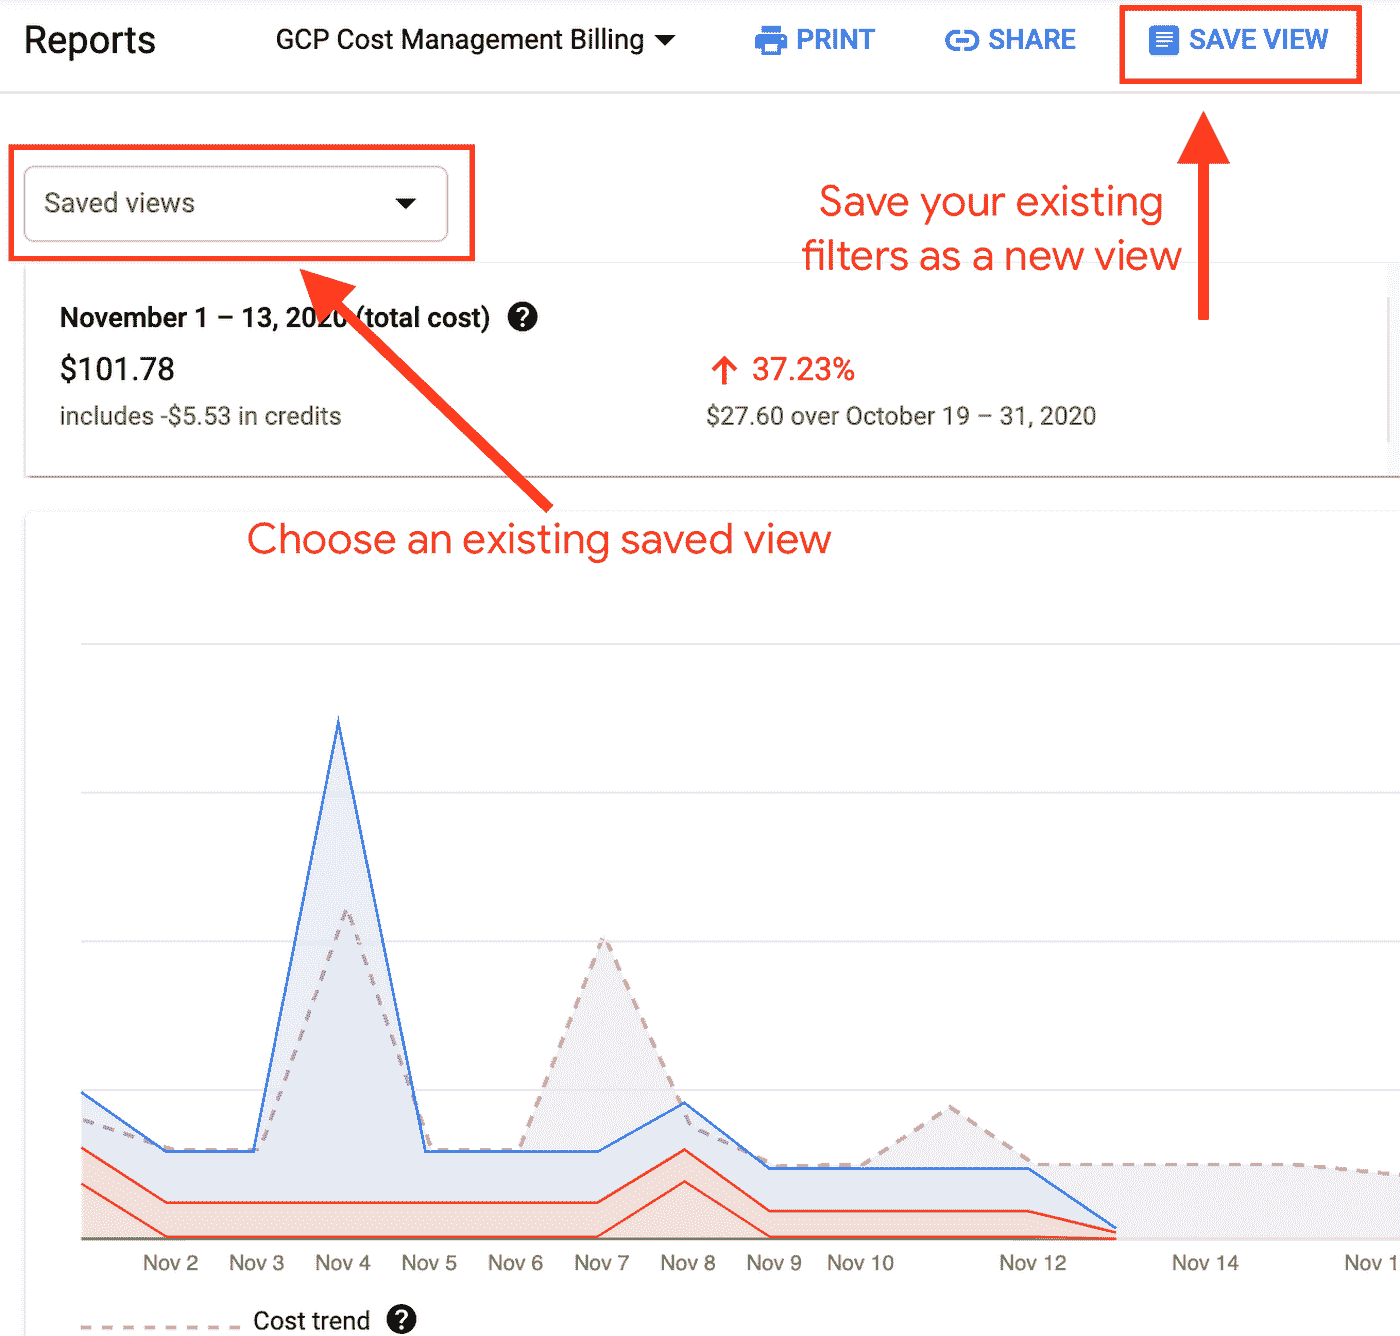 Reports
GCP Cost Management Billing
PRINT
SHARE
SAVE VIEW
Saved views
Save your existing
filters as a new view
November 1 – 13, 2020 (total cost)
$101.78
37.23%
includes -$5.53 in credits
$27.60 over October 19 – 31, 2020
Choose an existing saved view
Nov 2 Nov 3 Nov 4 Nov 5 Nov 6 Nov 7 Nov 8 Nov 9 Nov 10 Nov 12 Nov 14 Nov 1
Cost trend